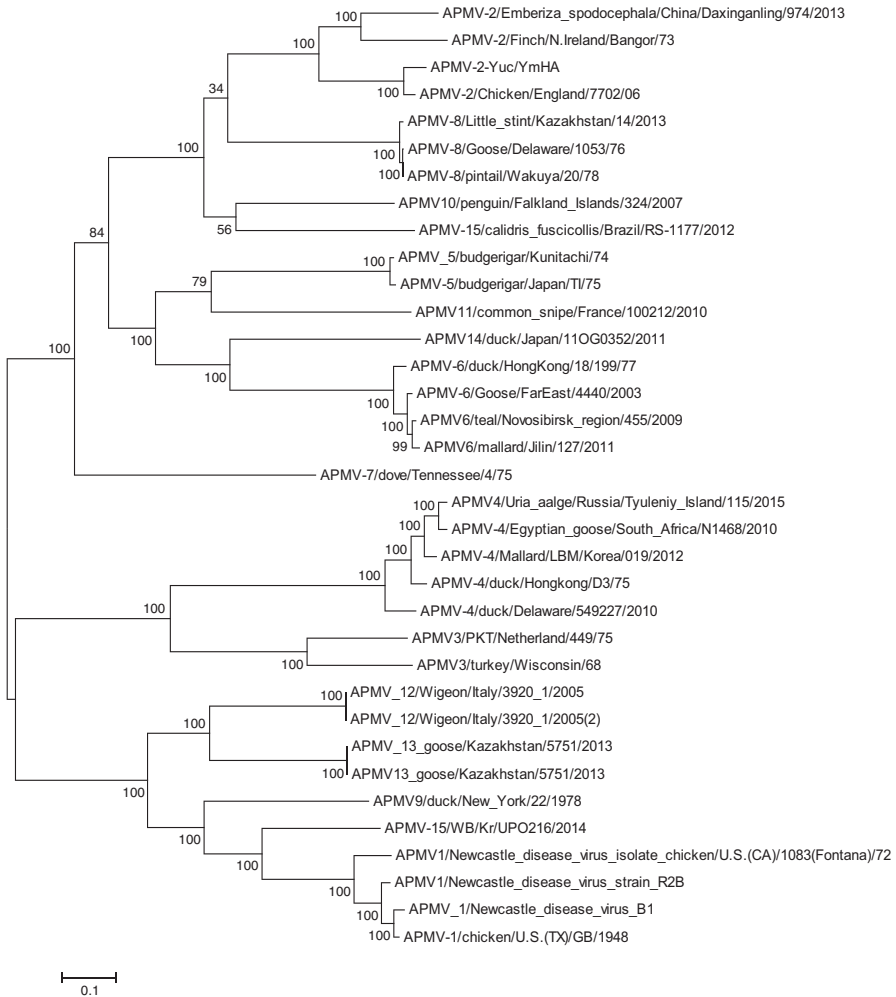 APMV-2/Emberiza_spodocephala/China/Daxinganling/974/2013
100
APMV-2/Finch/N.Ireland/Bangor/73
100
APMV-2-Yuc/YmHA
34
100
APMV-2/Chicken/England/7702/06
APMV-8/Little_stint/Kazakhstan/14/2013
100
APMV-8/Goose/Delaware/1053/76
100
100
APMV-8/pintail/Wakuya/20/78
APMV10/penguin/Falkland_Islands/324/2007
84
56
APMV-15/calidris_fuscicollis/Brazil/RS-1177/2012
100
APMV_5/budgerigar/Kunitachi/74
79
APMV-5/budgerigar/Japan/TI/75
APMV11/common_snipe/France/100212/2010
100
APMV14/duck/Japan/11OG0352/2011
100
100
APMV-6/duck/HongKong/18/199/77
100
APMV-6/Goose/FarEast/4440/2003
100
APMV6/teal/Novosibirsk_region/455/2009
99
APMV6/mallard/Jilin/127/2011
APMV-7/dove/Tennessee/4/75
100
APMV4/Uria_aalge/Russia/Tyuleniy_Island/115/2015
100
APMV-4/Egyptian_goose/South_Africa/N1468/2010
100
APMV-4/Mallard/LBM/Korea/019/2012
100
APMV-4/duck/Hongkong/D3/75
100
APMV-4/duck/Delaware/549227/2010
APMV3/PKT/Netherland/449/75
100
APMV3/turkey/Wisconsin/68
100
APMV_12/Wigeon/Italy/3920_1/2005
100
APMV_12/Wigeon/Italy/3920_1/2005(2)
APMV_13_goose/Kazakhstan/5751/2013
100
APMV13_goose/Kazakhstan/5751/2013
100
APMV9/duck/New_York/22/1978
100
APMV-15/WB/Kr/UPO216/2014
100
APMV1/Newcastle_disease_virus_isolate_chicken/U.S.(CA)/1083(Fontana)/72
100
APMV1/Newcastle_disease_virus_strain_R2B
100
APMV_1/Newcastle_disease_virus_B1
100
APMV-1/chicken/U.S.(TX)/GB/1948
0.1